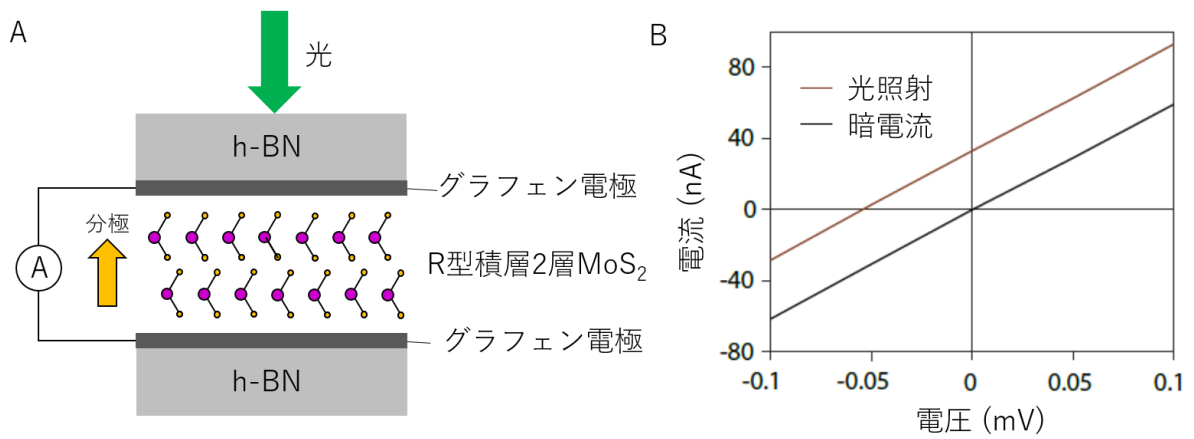 A
光
h-BN
グラフェン電極
分極
A
R型積層2層MoS₂
グラフェン電極
h-BN
B
電流 (nA)
80
40
0
-40
-80
光照射
暗電流
-0.1
-0.05
0
0.05
0.1
電圧 (mV)